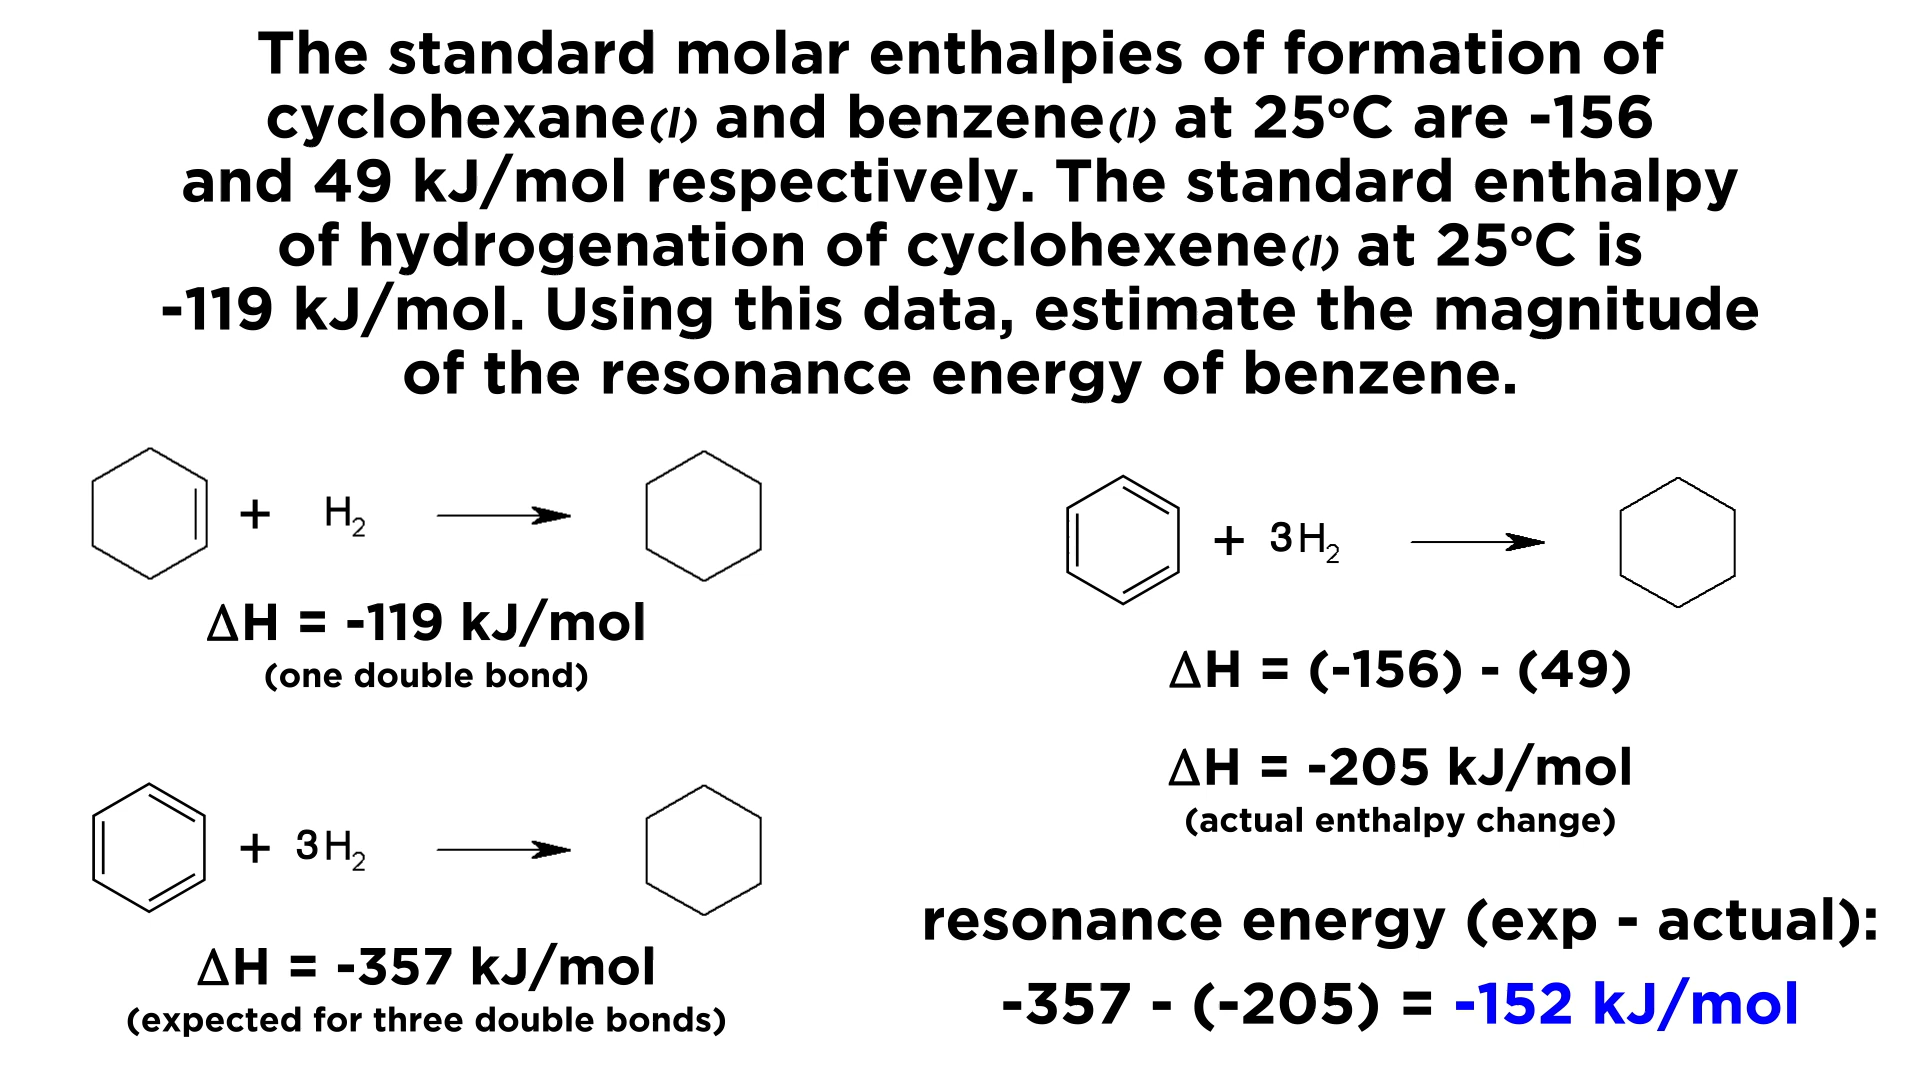 The standard molar enthalpies of formation of
cyclohexane(l) and benzene(l) at 25°C are -156
and 49 kJ/mol respectively. The standard enthalpy
of hydrogenation of cyclohexene(l) at 25°C is
-119 kJ/mol. Using this data, estimate the magnitude
of the resonance energy of benzene.
+ H₂
ΔH = -119 kJ/mol
(one double bond)
+ 3H₂
ΔH = -357 kJ/mol
(expected for three double bonds)
+ 3H₂
ΔH = (-156) - (49)
ΔH = -205 kJ/mol
(actual enthalpy change)
resonance energy (exp - actual):
-357 - (-205) = -152 kJ/mol